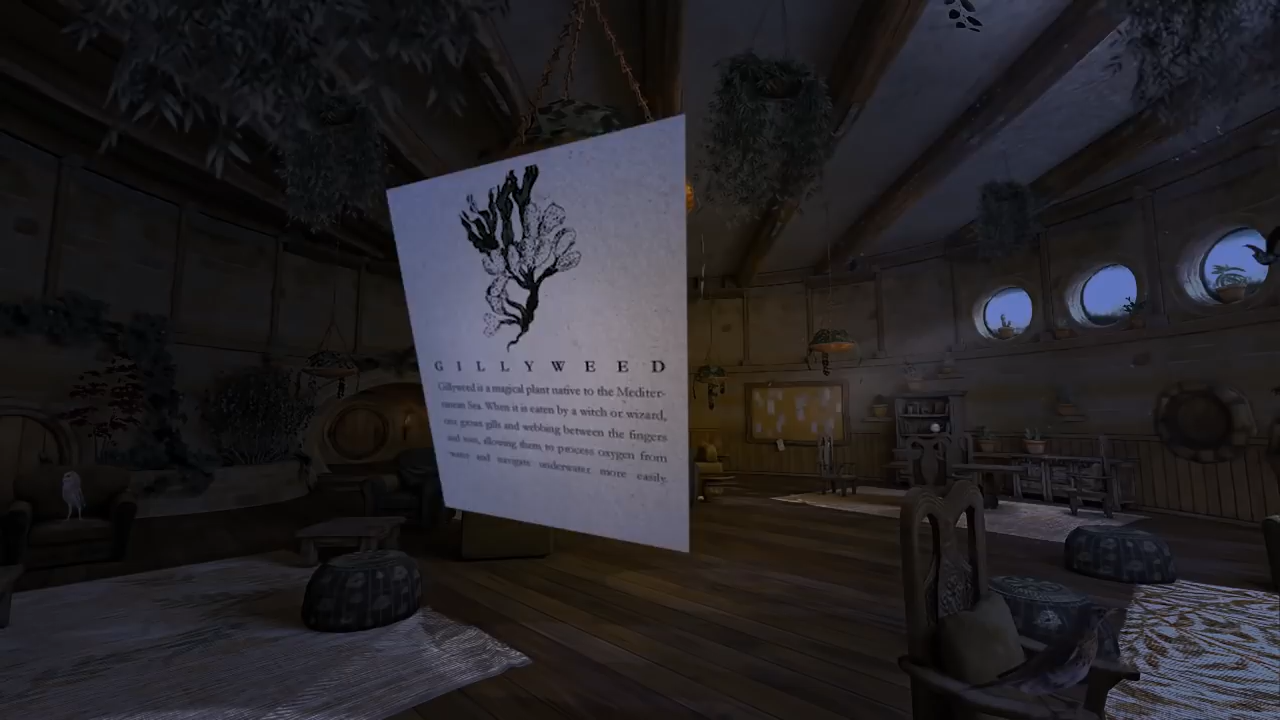 GILLYWEED
Gillyweed is a magical plant native to the Mediter-
ranean Sea. When it is eaten by a witch or wizard,
one grows gills and webbing between the fingers
and toes, allowing them to process oxygen from
water and navigate underwater more easily.